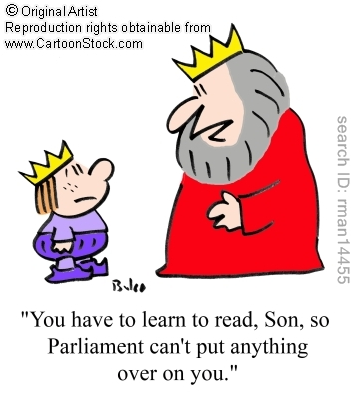 © Original Artist
Reproduction rights obtainable from
www.CartoonStock.com
search ID: rman14455
"You have to learn to read, Son, so
Parliament can't put anything
over on you."